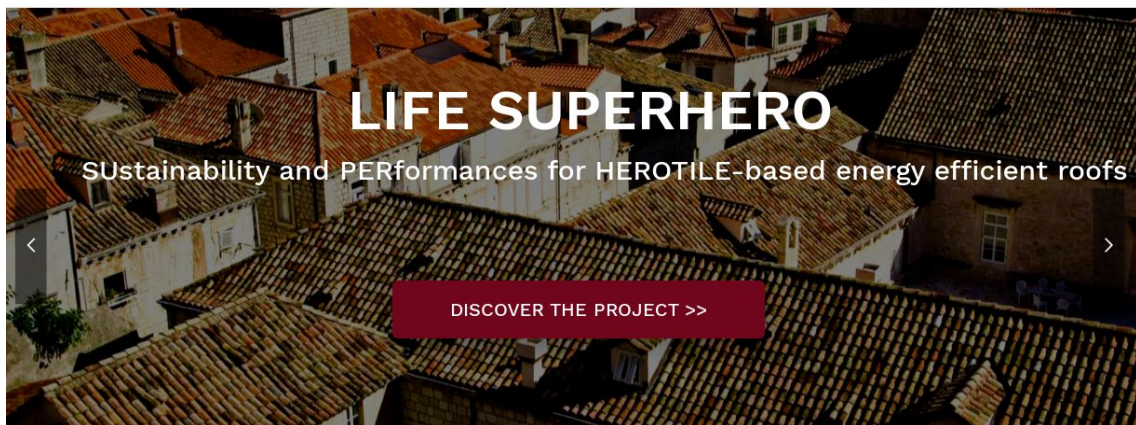 LIFE SUPERHERO
SUstainability and PERformances for HEROTILE-based energy efficient roofs
DISCOVER THE PROJECT >>